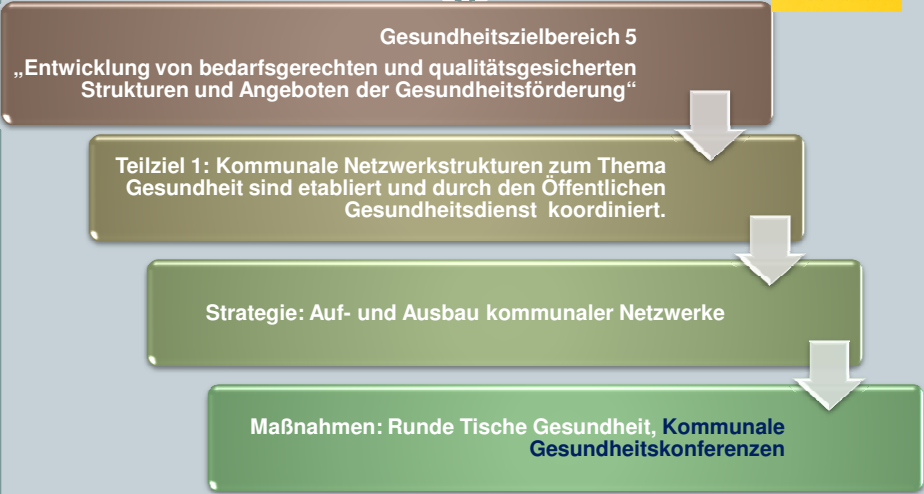 Gesundheitszielbereich 5
„Entwicklung von bedarfsgerechten und qualitätsgesicherten
Strukturen und Angeboten der Gesundheitsförderung“
Teilziel 1: Kommunale Netzwerkstrukturen zum Thema
Gesundheit sind etabliert und durch den Öffentlichen
Gesundheitsdienst koordiniert.
Strategie: Auf- und Ausbau kommunaler Netzwerke
Maßnahmen: Runde Tische Gesundheit, Kommunale
Gesundheitskonferenzen